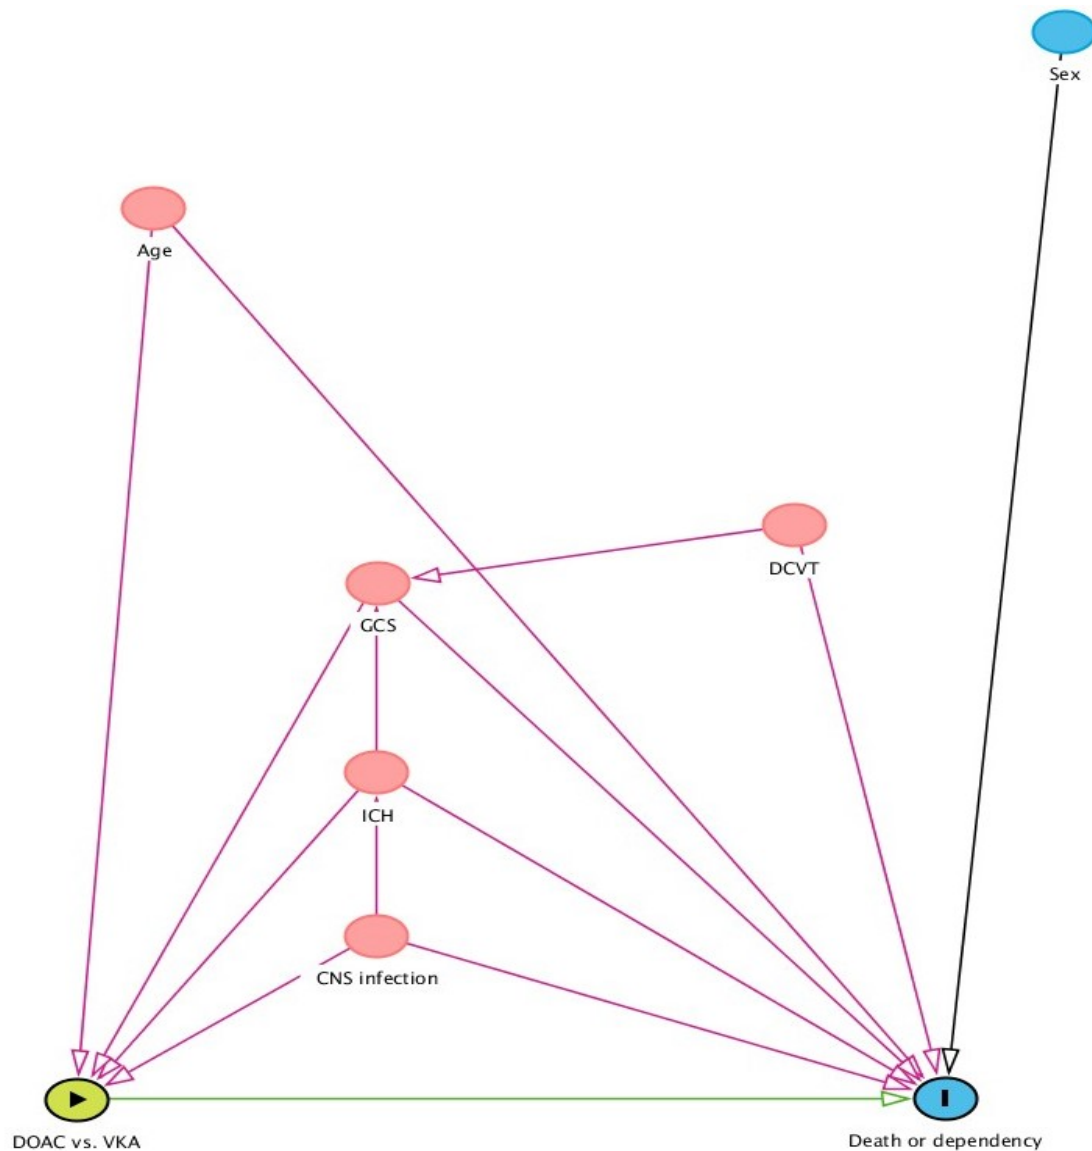 Sex
Age
DCVT
GCS
ICH
CNS infection
DOAC vs. VKA
Death or dependency